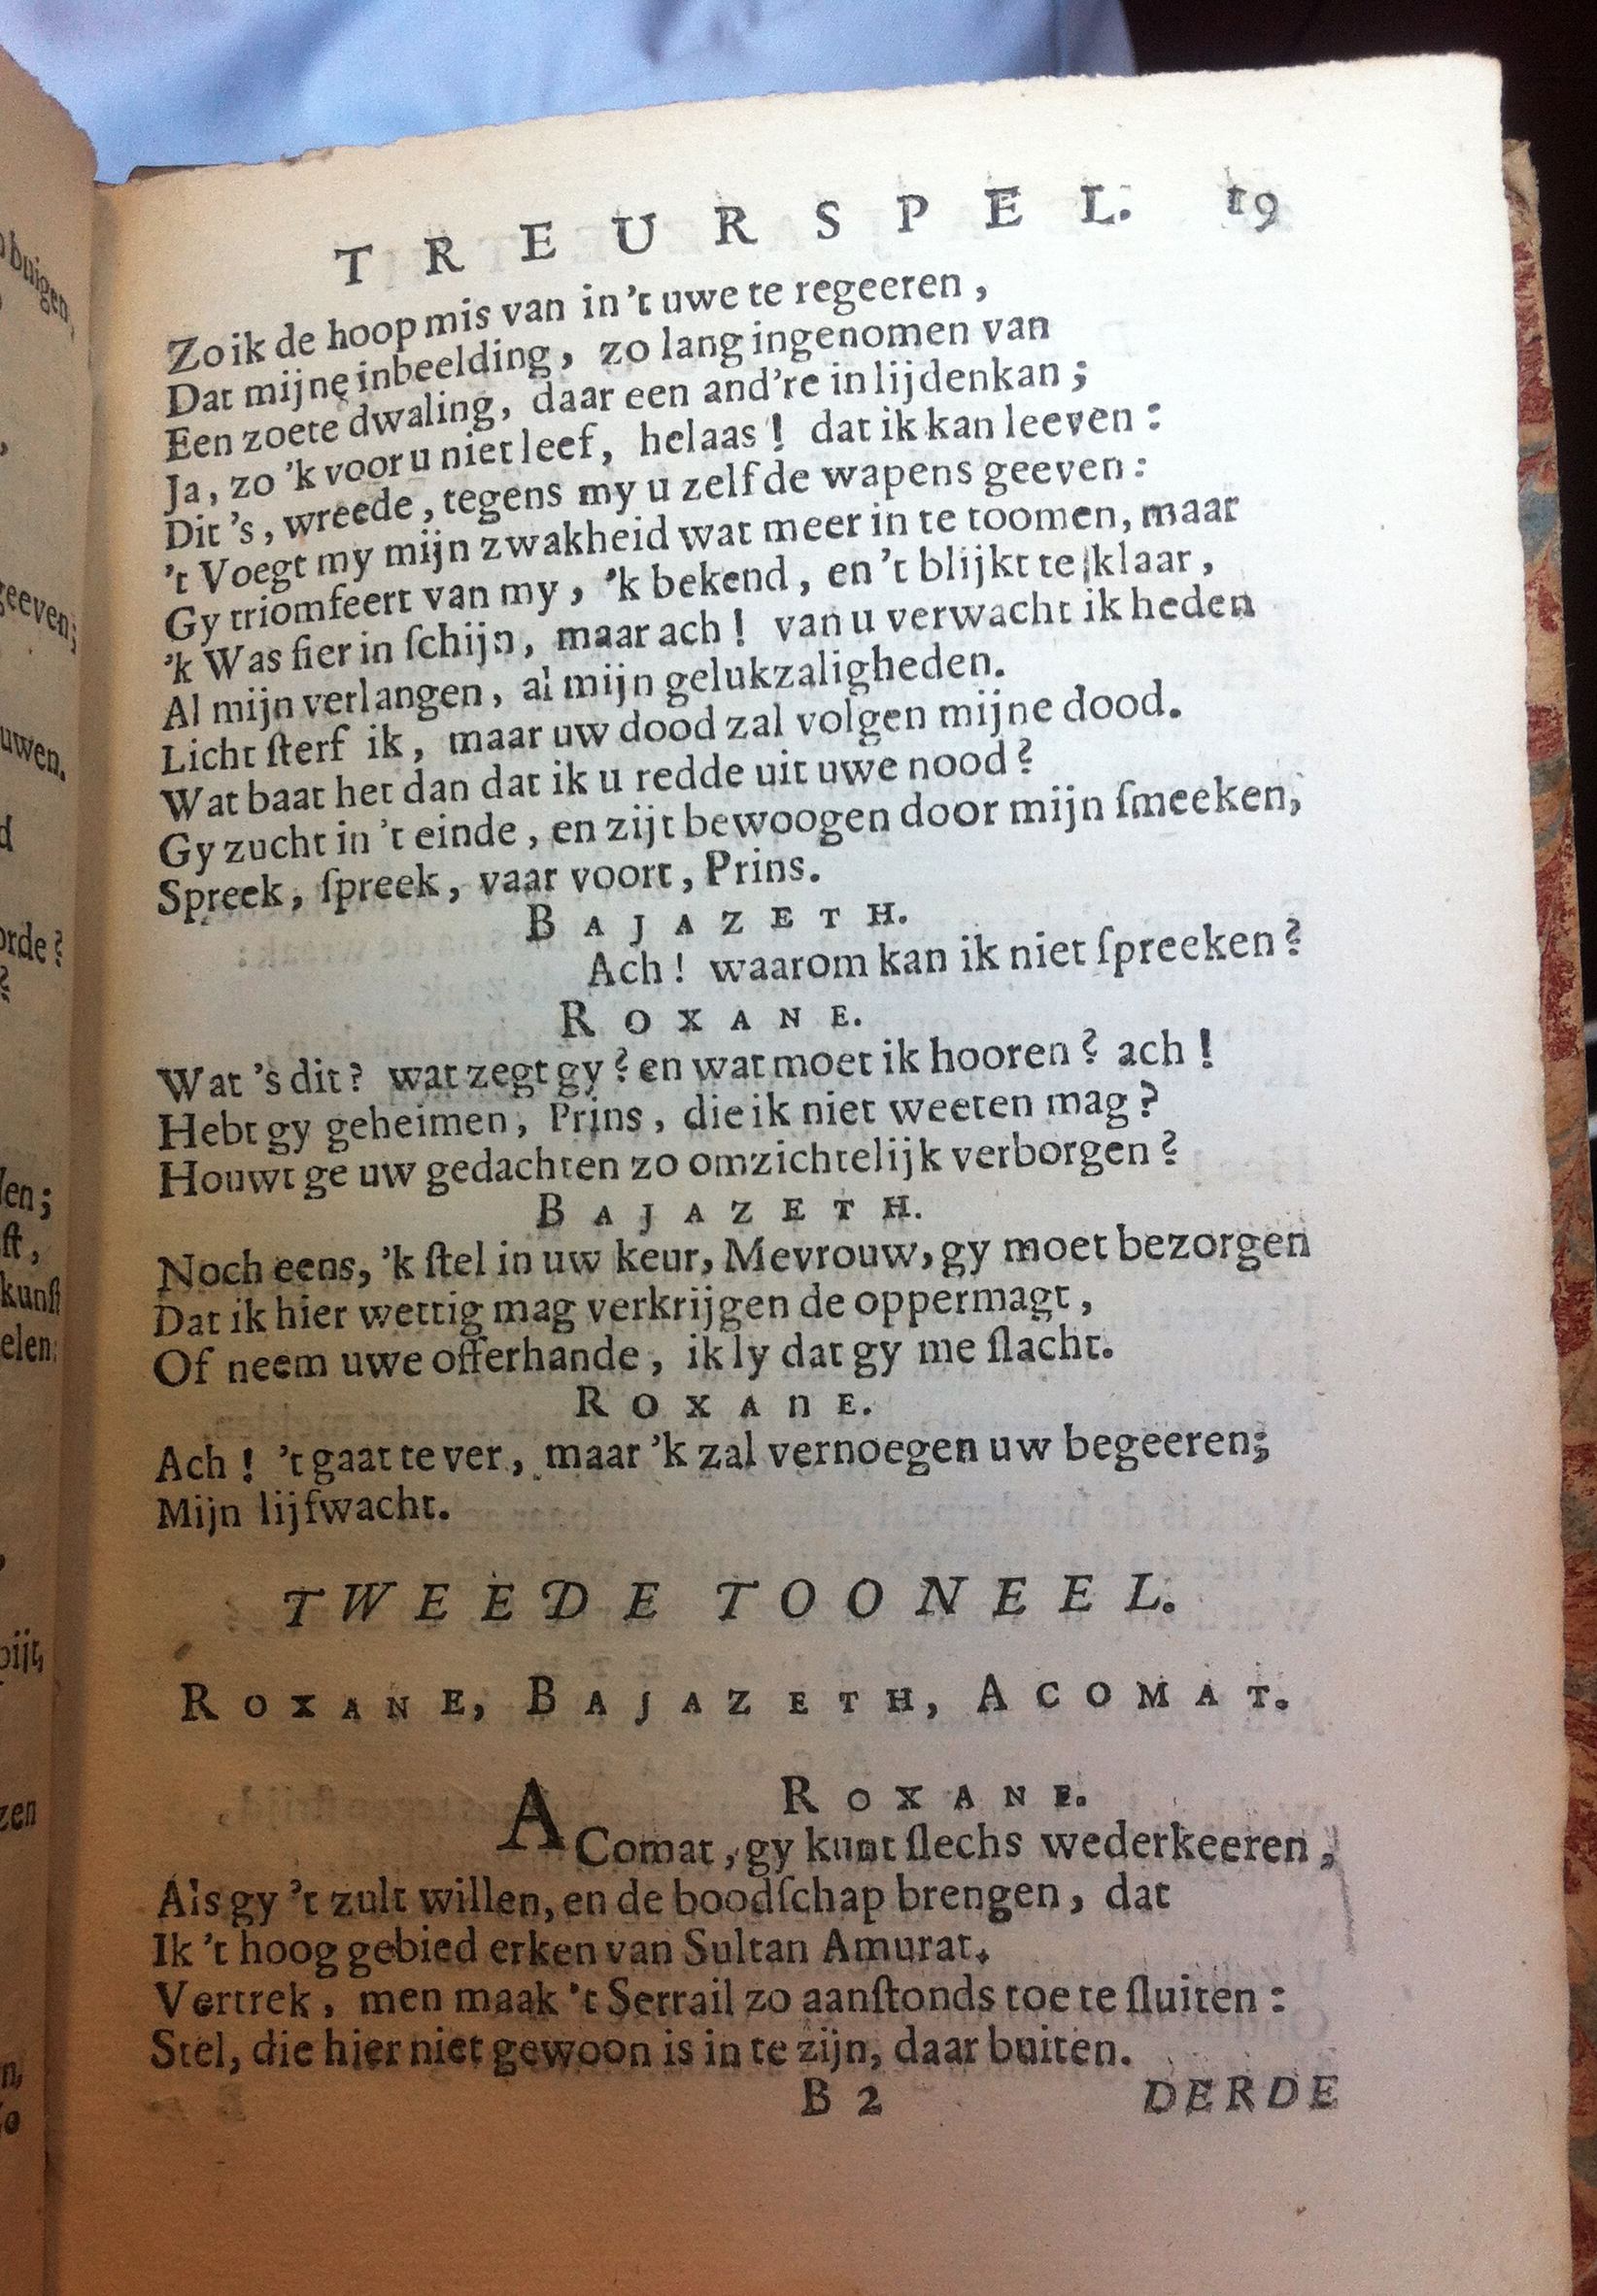 TREURSPEL. 19
Zo ik de hoop mis van in 't uwe te regeeren,
Dat mijne inbeelding, zo lang ingenomen van
Een zoete dwaling, daar een and're in lijden kan;
Ja, zo 'k voor u niet leef, helaas! dat ik kan leeven:
Dit 's, wreede, tegens my u zelf de wapens geeven:
't Voegt my mijn zwakheid wat meer in te toomen, maar
Gy triomfeert van my, 'k bekend, en 't blijkt te klaar,
'k Was fier in ſchijn, maar ach! van u verwacht ik heden
Al mijn verlangen, al mijn gelukzaligheden.
Licht ſterf ik, maar uw dood zal volgen mijne dood.
Wat baat het dan dat ik u redde uit uwe nood?
Gy zucht in 't einde, en zijt bewoogen door mijn ſmeeken,
Spreek, ſpreek, vaar voort, Prins.
BAJAZETH.
Ach! waarom kan ik niet ſpreeken?
ROXANE.
Wat 's dit? wat zegt gy? en wat moet ik hooren? ach!
Hebt gy geheimen, Prins, die ik niet weeten mag?
Houwt ge uw gedachten zo omzichtelijk verborgen?
BAJAZETH.
Noch eens, 'k ſtel in uw keur, Mevrouw, gy moet bezorgen
Dat ik hier wettig mag verkrijgen de oppermagt,
Of neem uwe offerhande, ik ly dat gy me ſlacht.
ROXAnE.
Ach! 't gaat te ver, maar 'k zal vernoegen uw begeeren;
Mijn lijfwacht.
TWEEDE TOONEEL.
ROXANE, BAJAZETH, ACOMAT.
ROXANE.
AComat, gy kunt ſlechs wederkeeren,
Als gy 't zult willen, en de boodſchap brengen, dat
Ik 't hoog gebied erken van Sultan Amurat.
Vertrek, men maak 't Serrail zo aanſtonds toe te ſluiten:
Stel, die hier niet gewoon is in te zijn, daar buiten.
B 2 DERDE